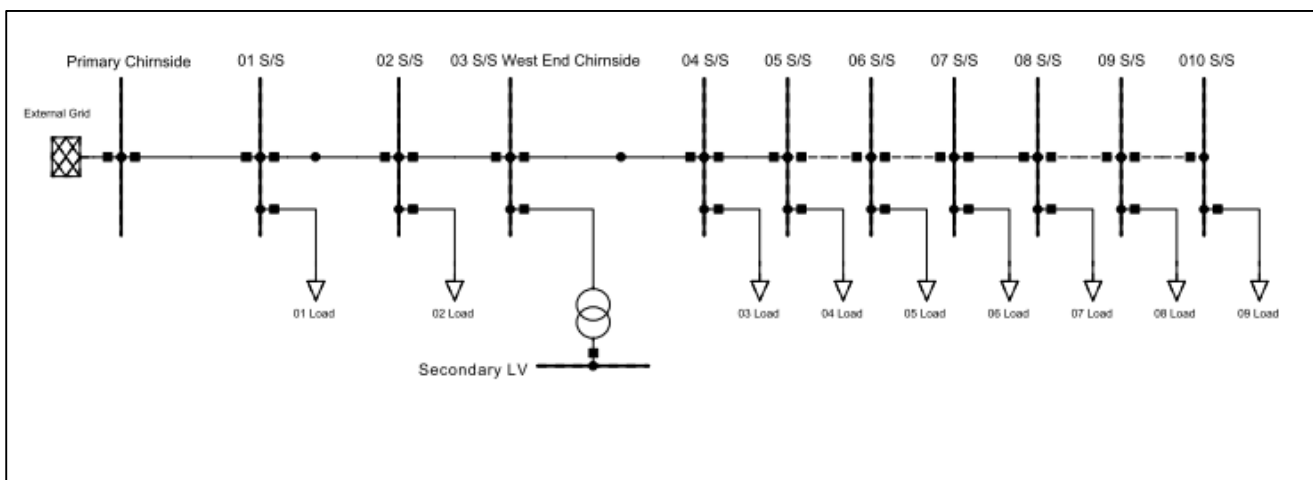 Primary Chirnside
01 S/S
02 S/S
03 S/S West End Chirnside
04 S/S
05 S/S
06 S/S
07 S/S
08 S/S
09 S/S
010 S/S
External Grid
01 Load
02 Load
03 Load
04 Load
05 Load
06 Load
07 Load
08 Load
09 Load
Secondary LV